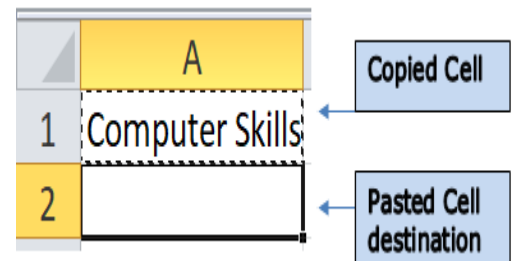 A
Copied Cell
1 Computer Skills
2
Pasted Cell
destination